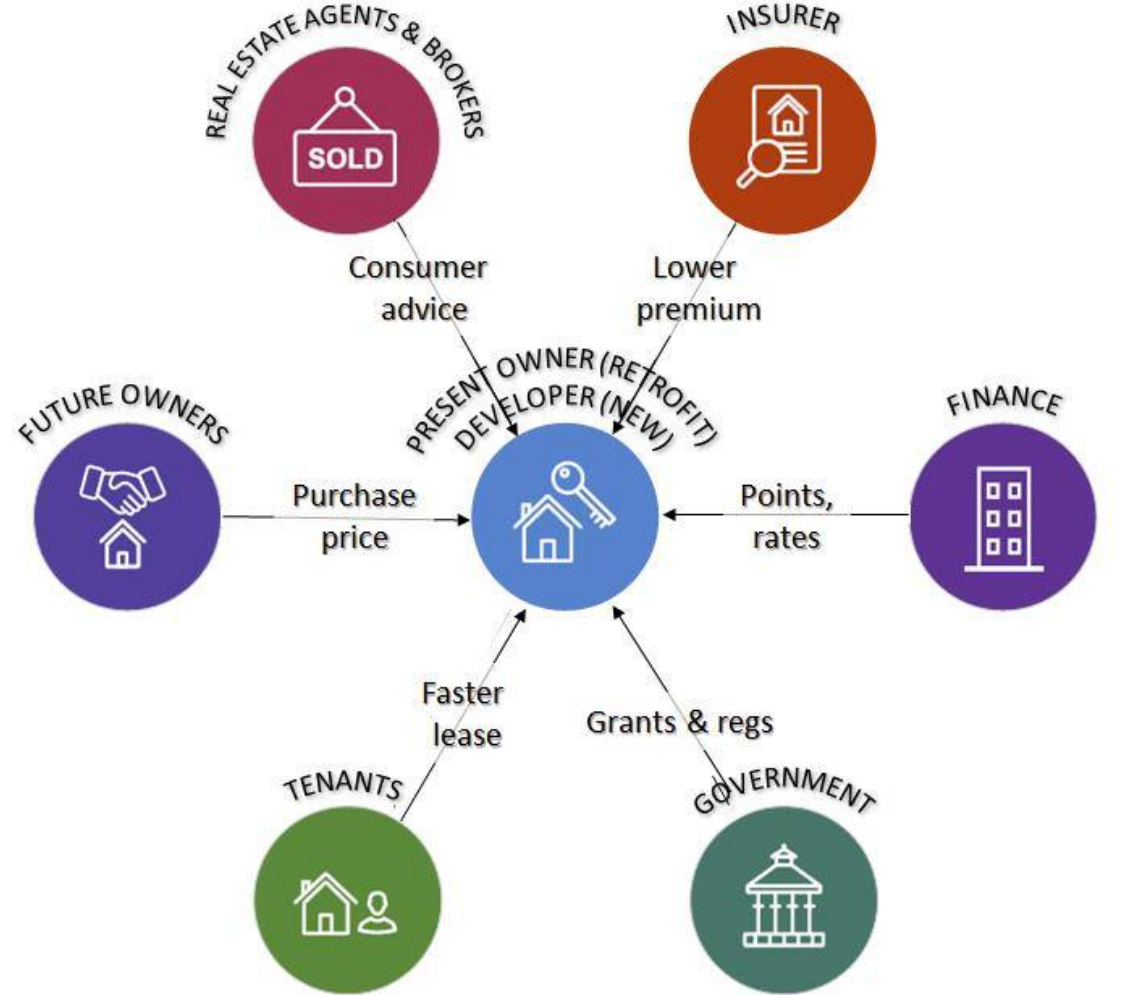 REAL ESTATE AGENTS & BROKERS
SOLD
INSURER
Consumer
advice
Lower
premium
PRESENT OWNER (RETROFIT)
DEVELOPER (NEW)
FUTURE OWNERS
FINANCE
Purchase
price
Points,
rates
Faster
lease
Grants & regs
TENANTS
GOVERNMENT